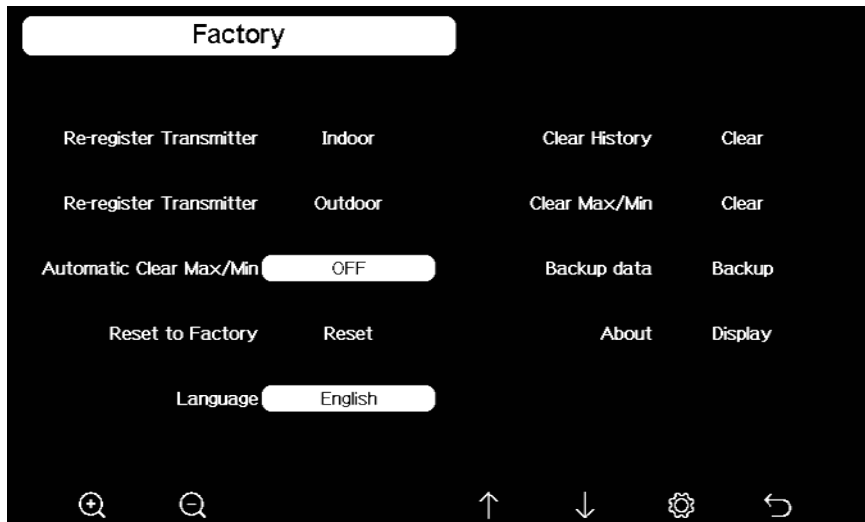 Factory
Re-register Transmitter Indoor Clear History Clear
Re-register Transmitter Outdoor Clear Max/Min Clear
Automatic Clear Max/Min OFF Backup data Backup
Reset to Factory Reset About Display
Language English